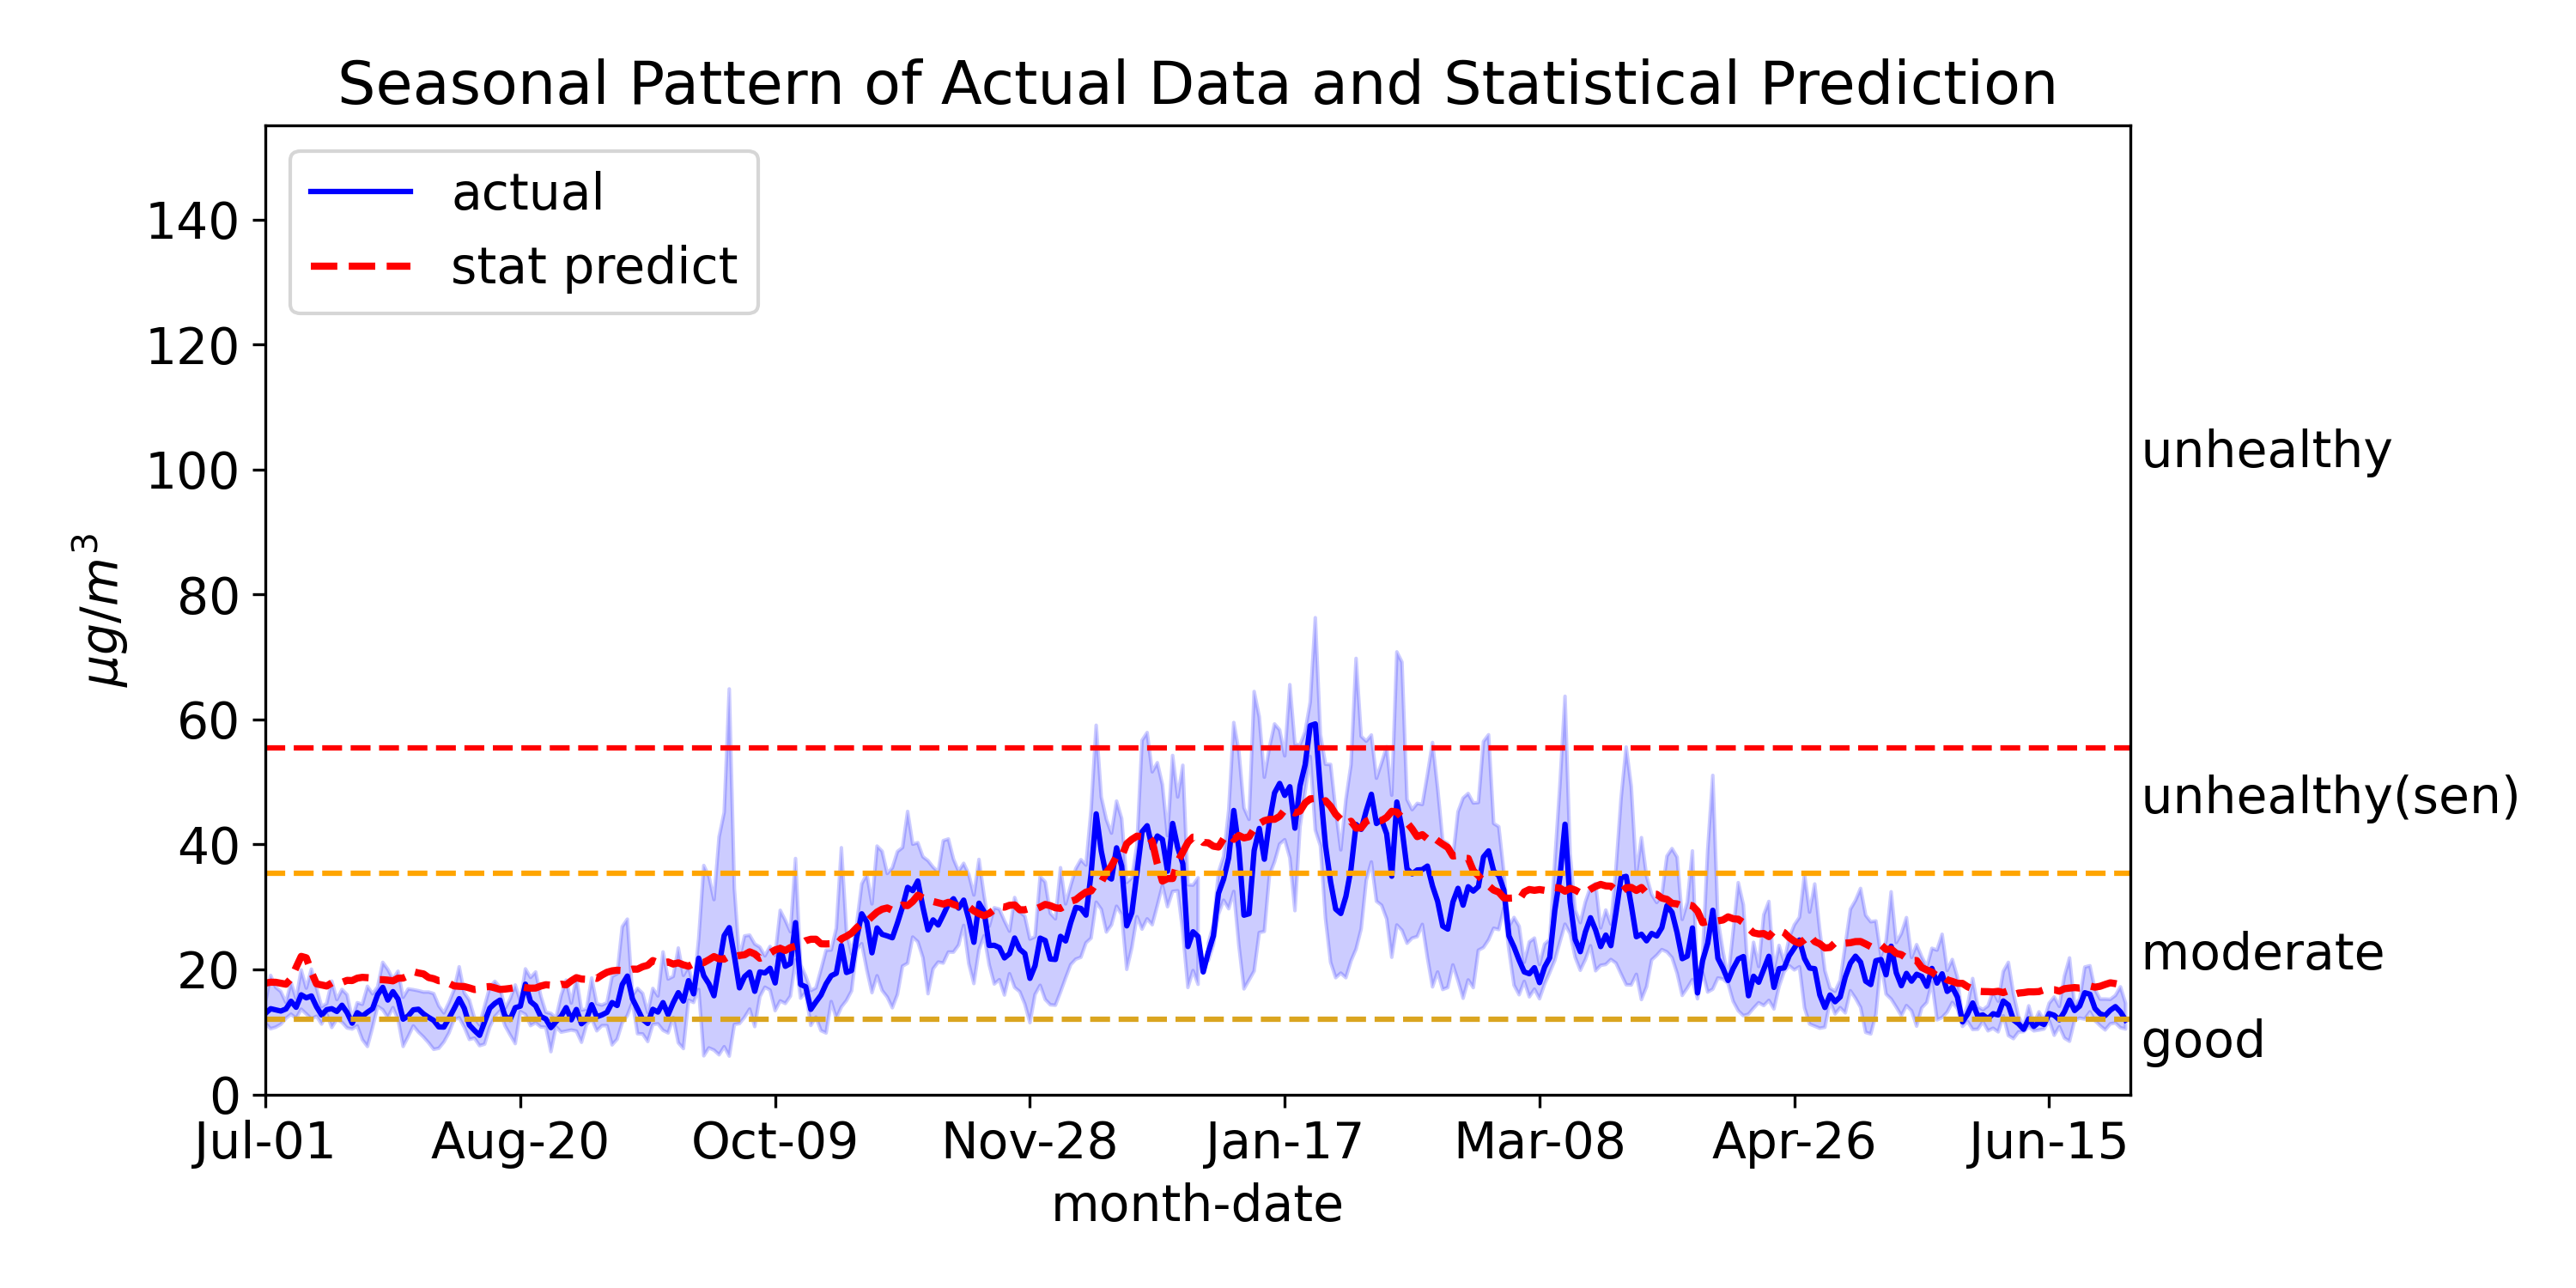 Seasonal Pattern of Actual Data and Statistical Prediction
actual
stat predict
140
120
100
80
60
40
20
0
μg/m³
unhealthy
unhealthy(sen)
moderate
good
Jul-01 Aug-20 Oct-09 Nov-28 Jan-17 Mar-08 Apr-26 Jun-15
month-date